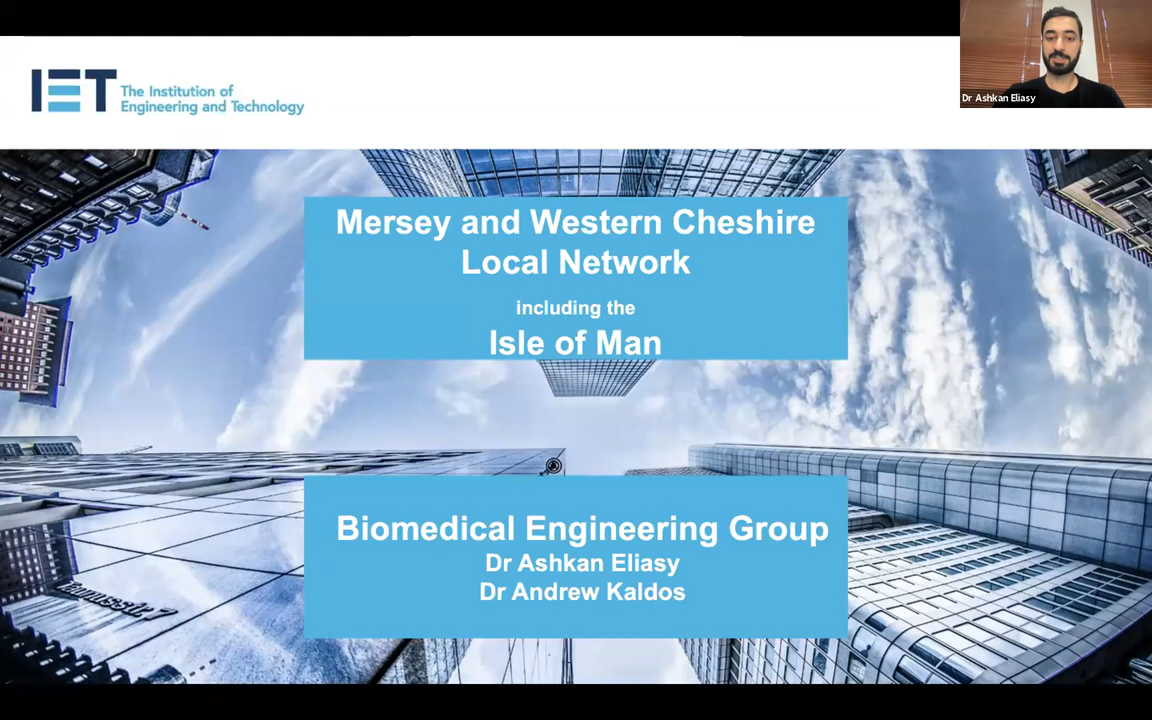 IET The Institution of
Engineering and Technology
Dr Ashkan Eliasy
Mersey and Western Cheshire
Local Network
including the
Isle of Man
Biomedical Engineering Group
Dr Ashkan Eliasy
Dr Andrew Kaldos